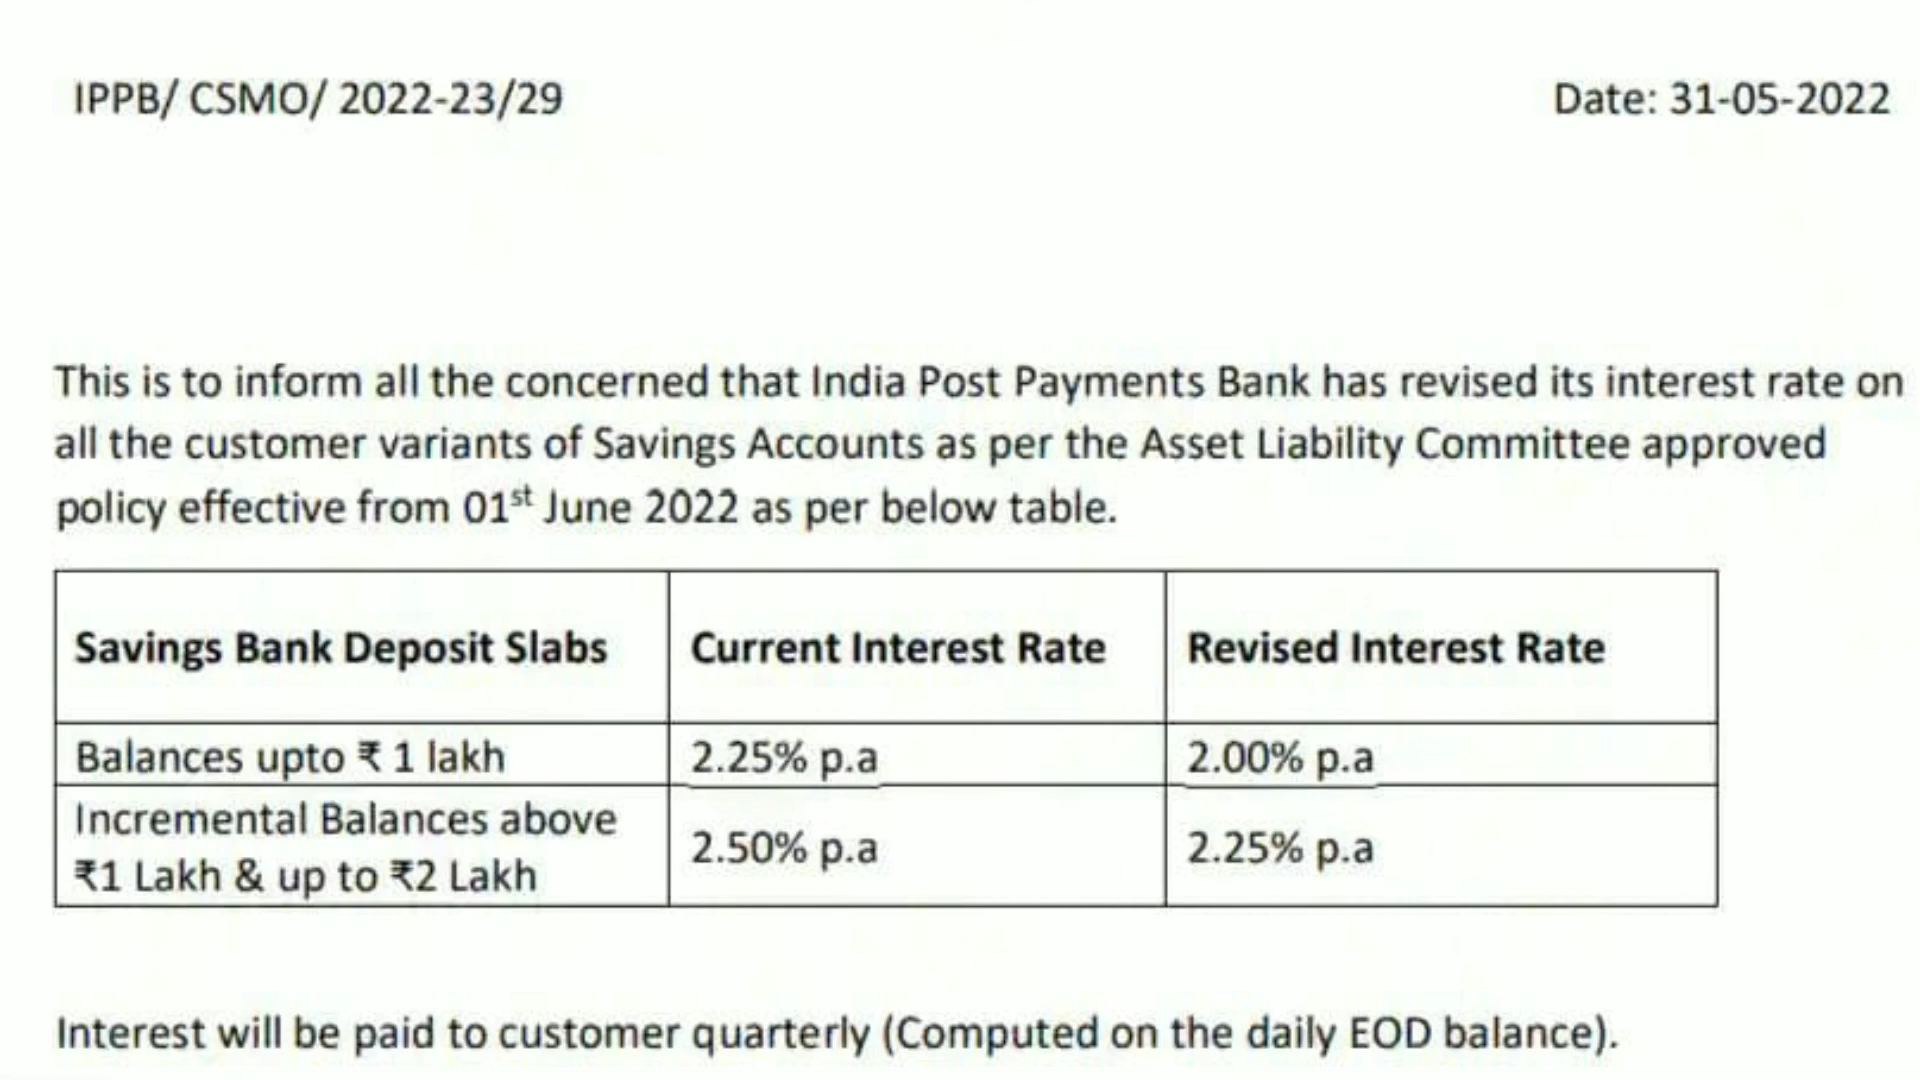 IPPB/ CSMO/ 2022-23/29 Date: 31-05-2022
This is to inform all the concerned that India Post Payments Bank has revised its interest rate on
all the customer variants of Savings Accounts as per the Asset Liability Committee approved
policy effective from 01st June 2022 as per below table.
Savings Bank Deposit Slabs Current Interest Rate Revised Interest Rate
Balances upto ₹ 1 lakh 2.25% p.a 2.00% p.a
Incremental Balances above
₹1 Lakh & up to ₹2 Lakh 2.50% p.a 2.25% p.a
Interest will be paid to customer quarterly (Computed on the daily EOD balance).